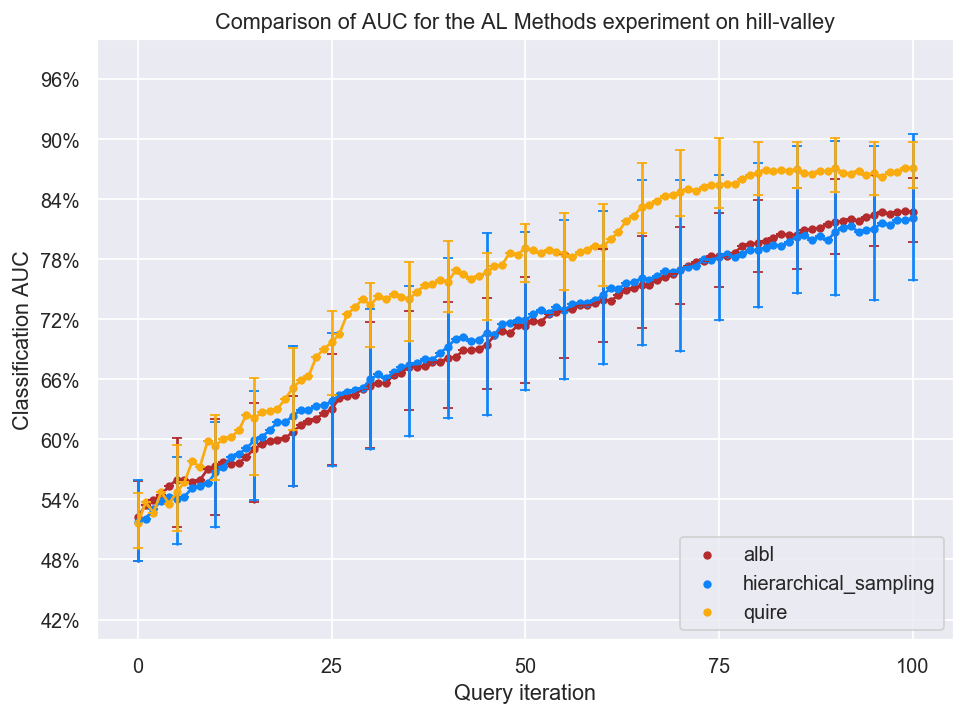 Comparison of AUC for the AL Methods experiment on hill-valley
Classification AUC
96%
90%
84%
78%
72%
66%
60%
54%
48%
42%
albl
hierarchical_sampling
quire
0 25 50 75 100
Query iteration